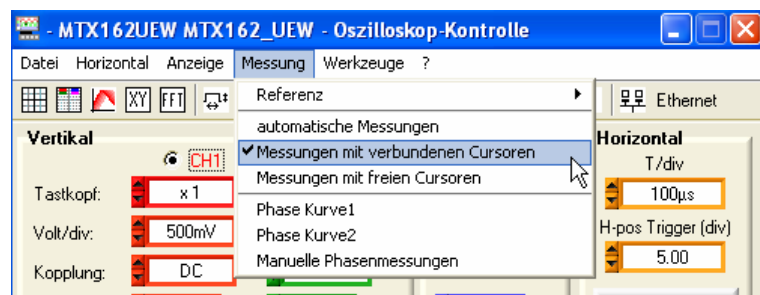 - MTX162UEW MTX162_UEW - Oszilloskop-Kontrolle
Datei Horizontal Anzeige Messung Werkzeuge ?
XY FFT Ethernet
Referenz
automatische Messungen
Messungen mit verbundenen Cursoren
Messungen mit freien Cursoren
Phase Kurve1
Phase Kurve2
Manuelle Phasenmessungen
Vertikal
CH1
Tastkopf: x 1
Volt/div: 500mV
Kopplung: DC
Horizontal
T/div
100µs
H-pos Trigger (div)
5.00